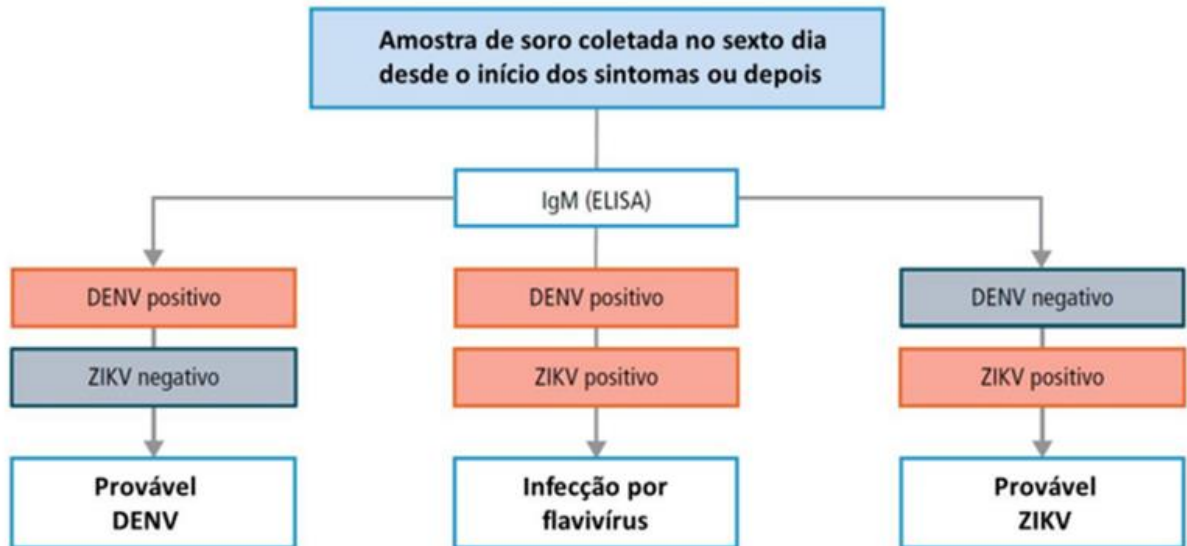 Amostra de soro coletada no sexto dia
desde o início dos sintomas ou depois
IgM (ELISA)
DENV positivo
ZIKV negativo
Provável
DENV
DENV positivo
ZIKV positivo
Infecção por
flavivírus
DENV negativo
ZIKV positivo
Provável
ZIKV